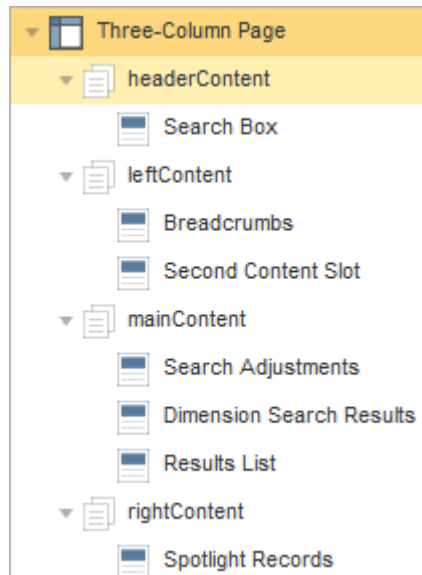 Three-Column Page
headerContent
Search Box
leftContent
Breadcrumbs
Second Content Slot
mainContent
Search Adjustments
Dimension Search Results
Results List
rightContent
Spotlight Records